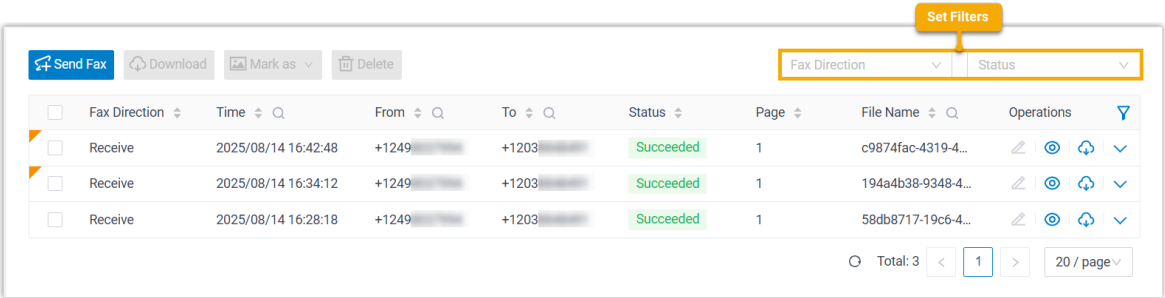 Set Filters
Send Fax Download Mark as Delete Fax Direction Status
Fax Direction Time From To Status Page File Name Operations
Receive 2025/08/14 16:42:48 +1249 +1203 Succeeded 1 c9874fac-4319-4...
Receive 2025/08/14 16:34:12 +1249 +1203 Succeeded 1 194a4b38-9348-4...
Receive 2025/08/14 16:28:18 +1249 +1203 Succeeded 1 58db8717-19c6-4...
Total: 3 < 1 > 20 / page